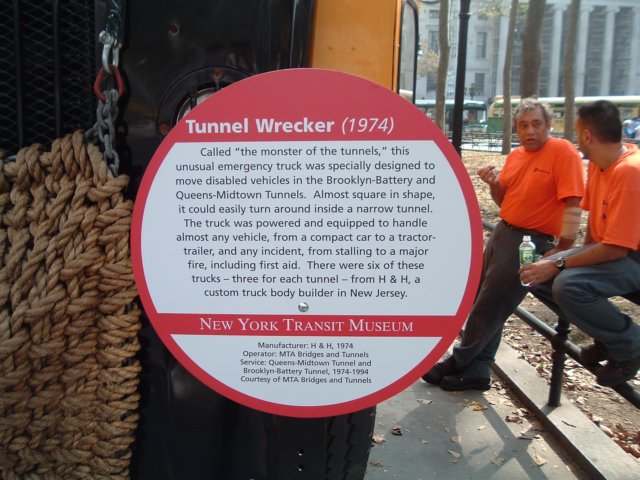 Tunnel Wrecker (1974)
Called "the monster of the tunnels," this
unusual emergency truck was specially designed to
move disabled vehicles in the Brooklyn-Battery and
Queens-Midtown Tunnels. Almost square in shape,
it could easily turn around inside a narrow tunnel.
The truck was powered and equipped to handle
almost any vehicle, from a compact car to a tractor-
trailer, and any incident, from stalling to a major
fire, including first aid. There were six of these
trucks – three for each tunnel – from H & H, a
custom truck body builder in New Jersey.
NEW YORK TRANSIT MUSEUM
Manufacturer: H & H, 1974
Operator: MTA Bridges and Tunnels
Service: Queens-Midtown Tunnel and
Brooklyn-Battery Tunnel, 1974-1994
Courtesy of MTA Bridges and Tunnels